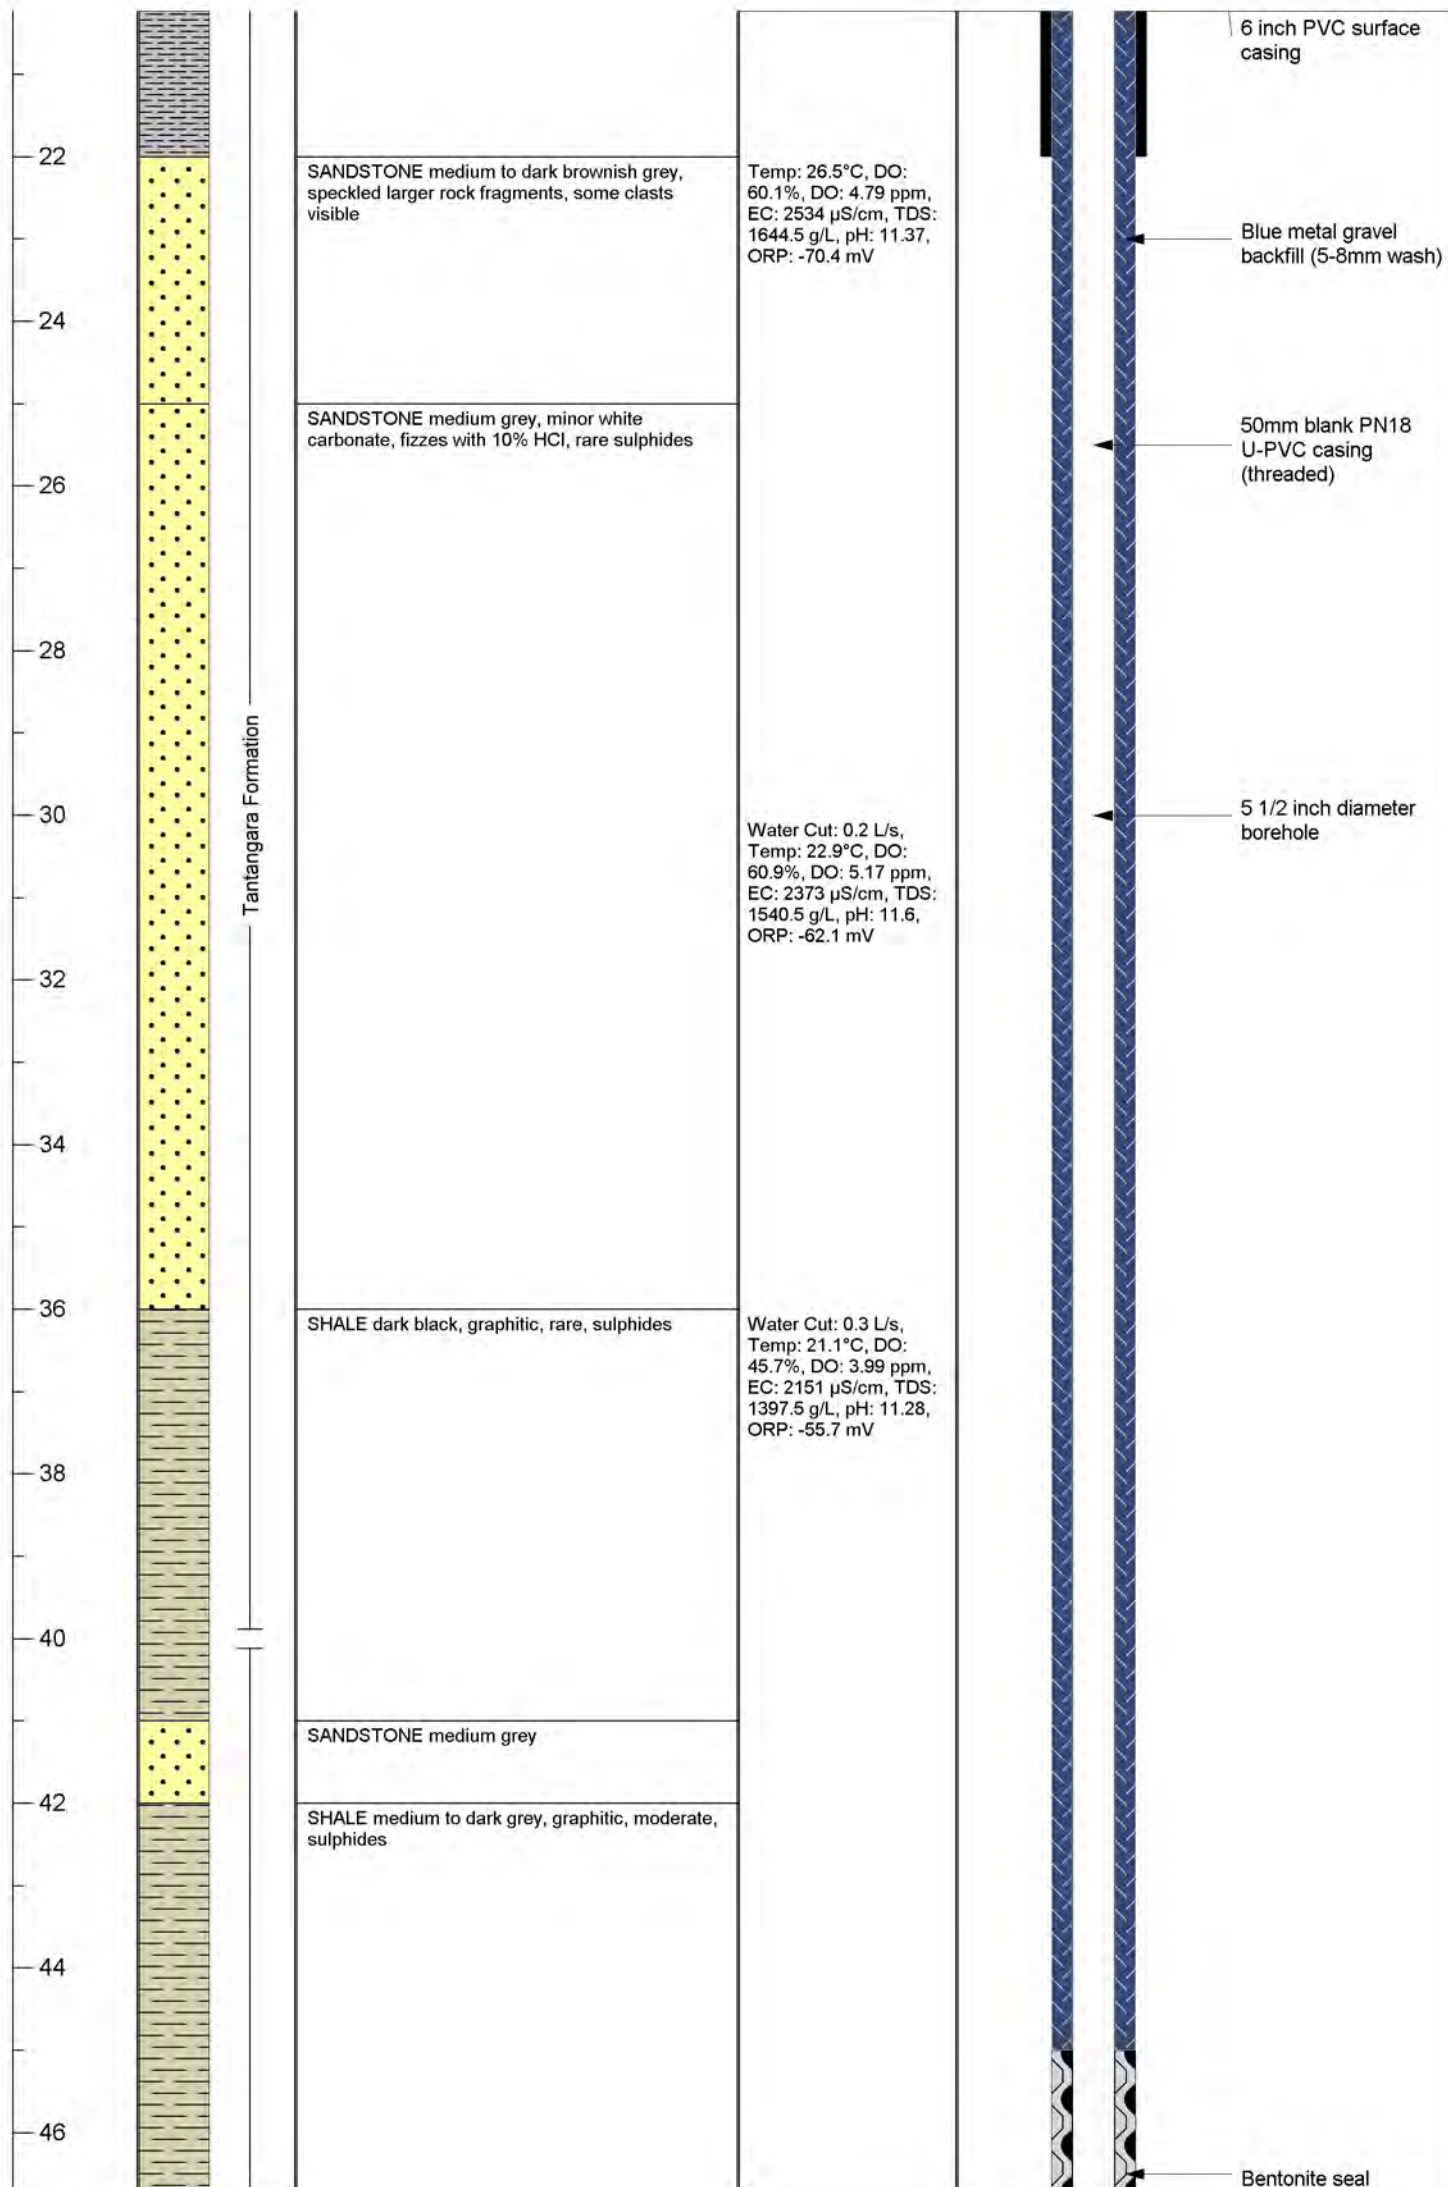 6 inch PVC surface
casing
22
SANDSTONE medium to dark brownish grey,
speckled larger rock fragments, some clasts
visible
Temp: 26.5°C, DO:
60.1%, DO: 4.79 ppm,
EC: 2534 µS/cm, TDS:
1644.5 g/L, pH: 11.37,
ORP: -70.4 mV
Blue metal gravel
backfill (5-8mm wash)
24
SANDSTONE medium grey, minor white
carbonate, fizzes with 10% HCl, rare sulphides
50mm blank PN18
U-PVC casing
(threaded)
26
28
Tantangara Formation
30
Water Cut: 0.2 L/s,
Temp: 22.9°C, DO:
60.9%, DO: 5.17 ppm,
EC: 2373 µS/cm, TDS:
1540.5 g/L, pH: 11.6,
ORP: -62.1 mV
5 1/2 inch diameter
borehole
32
34
36
SHALE dark black, graphitic, rare, sulphides
Water Cut: 0.3 L/s,
Temp: 21.1°C, DO:
45.7%, DO: 3.99 ppm,
EC: 2151 µS/cm, TDS:
1397.5 g/L, pH: 11.28,
ORP: -55.7 mV
38
40
SANDSTONE medium grey
42
SHALE medium to dark grey, graphitic, moderate,
sulphides
44
46
Bentonite seal